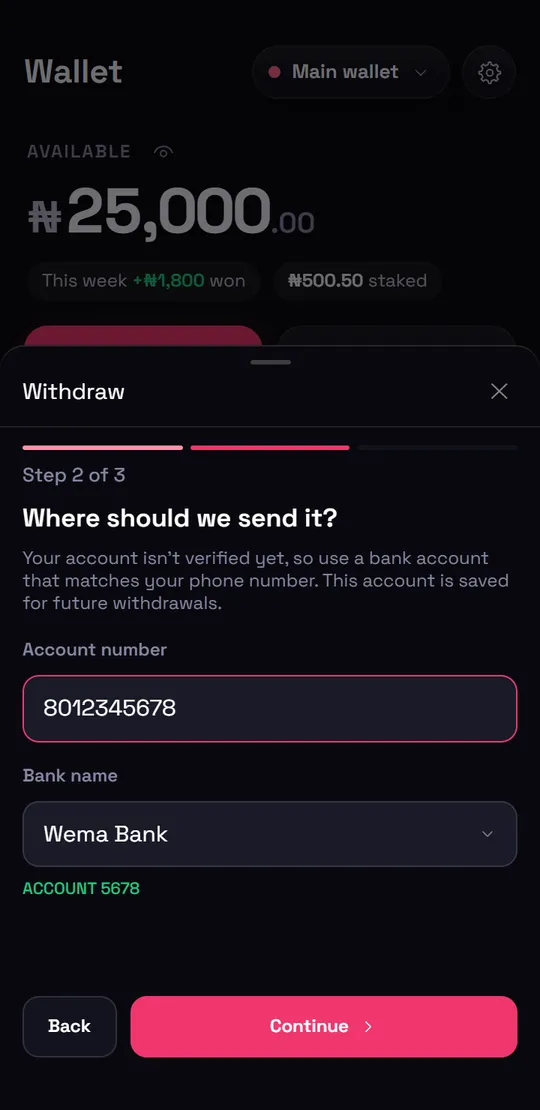 Wallet
Main wallet
AVAILABLE
₦25,000.00
This week +₦1,800 won
₦500.50 staked
Withdraw
Step 2 of 3
Where should we send it?
Your account isn't verified yet, so use a bank account
that matches your phone number. This account is saved
for future withdrawals.
Account number
8012345678
Bank name
Wema Bank
ACCOUNT 5678
Back
Continue